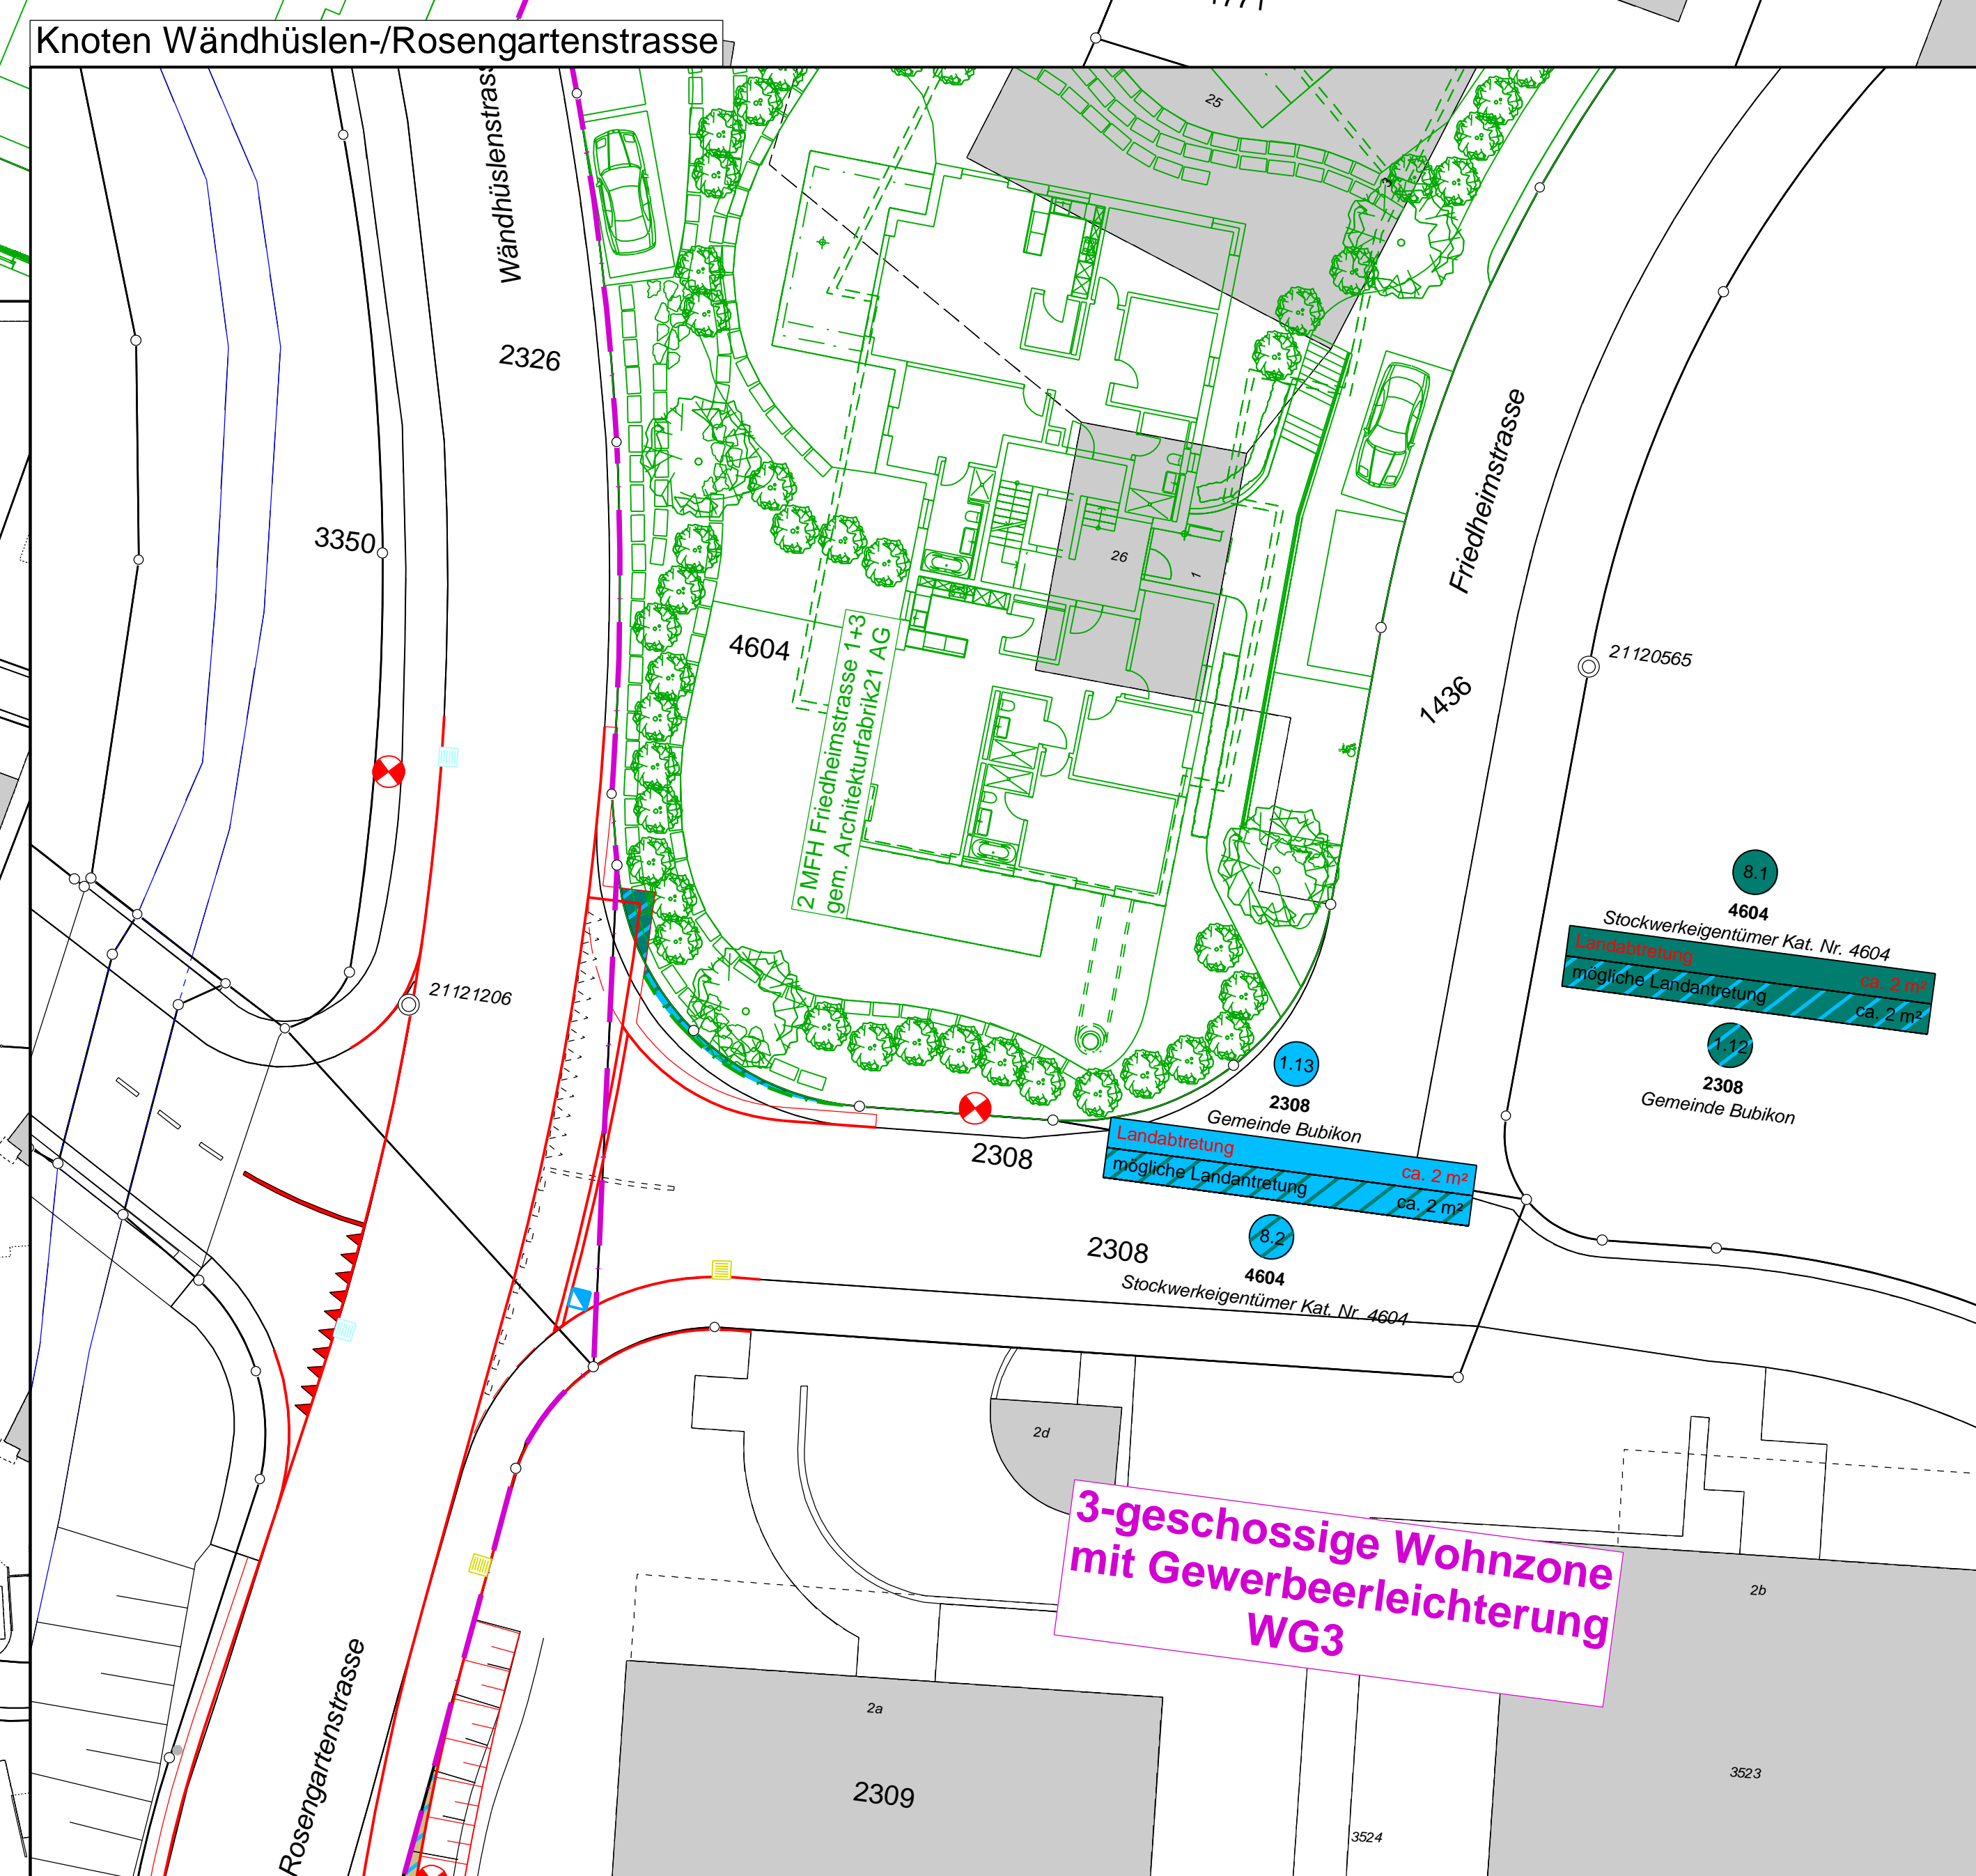 1771
Knoten Wändhüslen-/Rosengartenstrasse
Wändhüslenstrass
25
3
2326
Friedheimstrasse
3350
26
1
4604
2 MFH Friedheimstrasse 1+3
gem. Architekturfabrik21 AG
21120565
1436
8.1
4604
Stockwerkeigentümer Kat. Nr. 4604
Landabtretung ca. 2 m²
mögliche Landantretung ca. 2 m²
1.12
2308
Gemeinde Bubikon
21121206
1.13
2308
Gemeinde Bubikon
Landabtretung ca. 2 m²
mögliche Landantretung ca. 2 m²
8.2
4604
Stockwerkeigentümer Kat. Nr. 4604
2308
2308
2d
3-geschossige Wohnzone
mit Gewerbeerleichterung
WG3
2b
2a
Rosengartenstrasse
2309
3523
3524